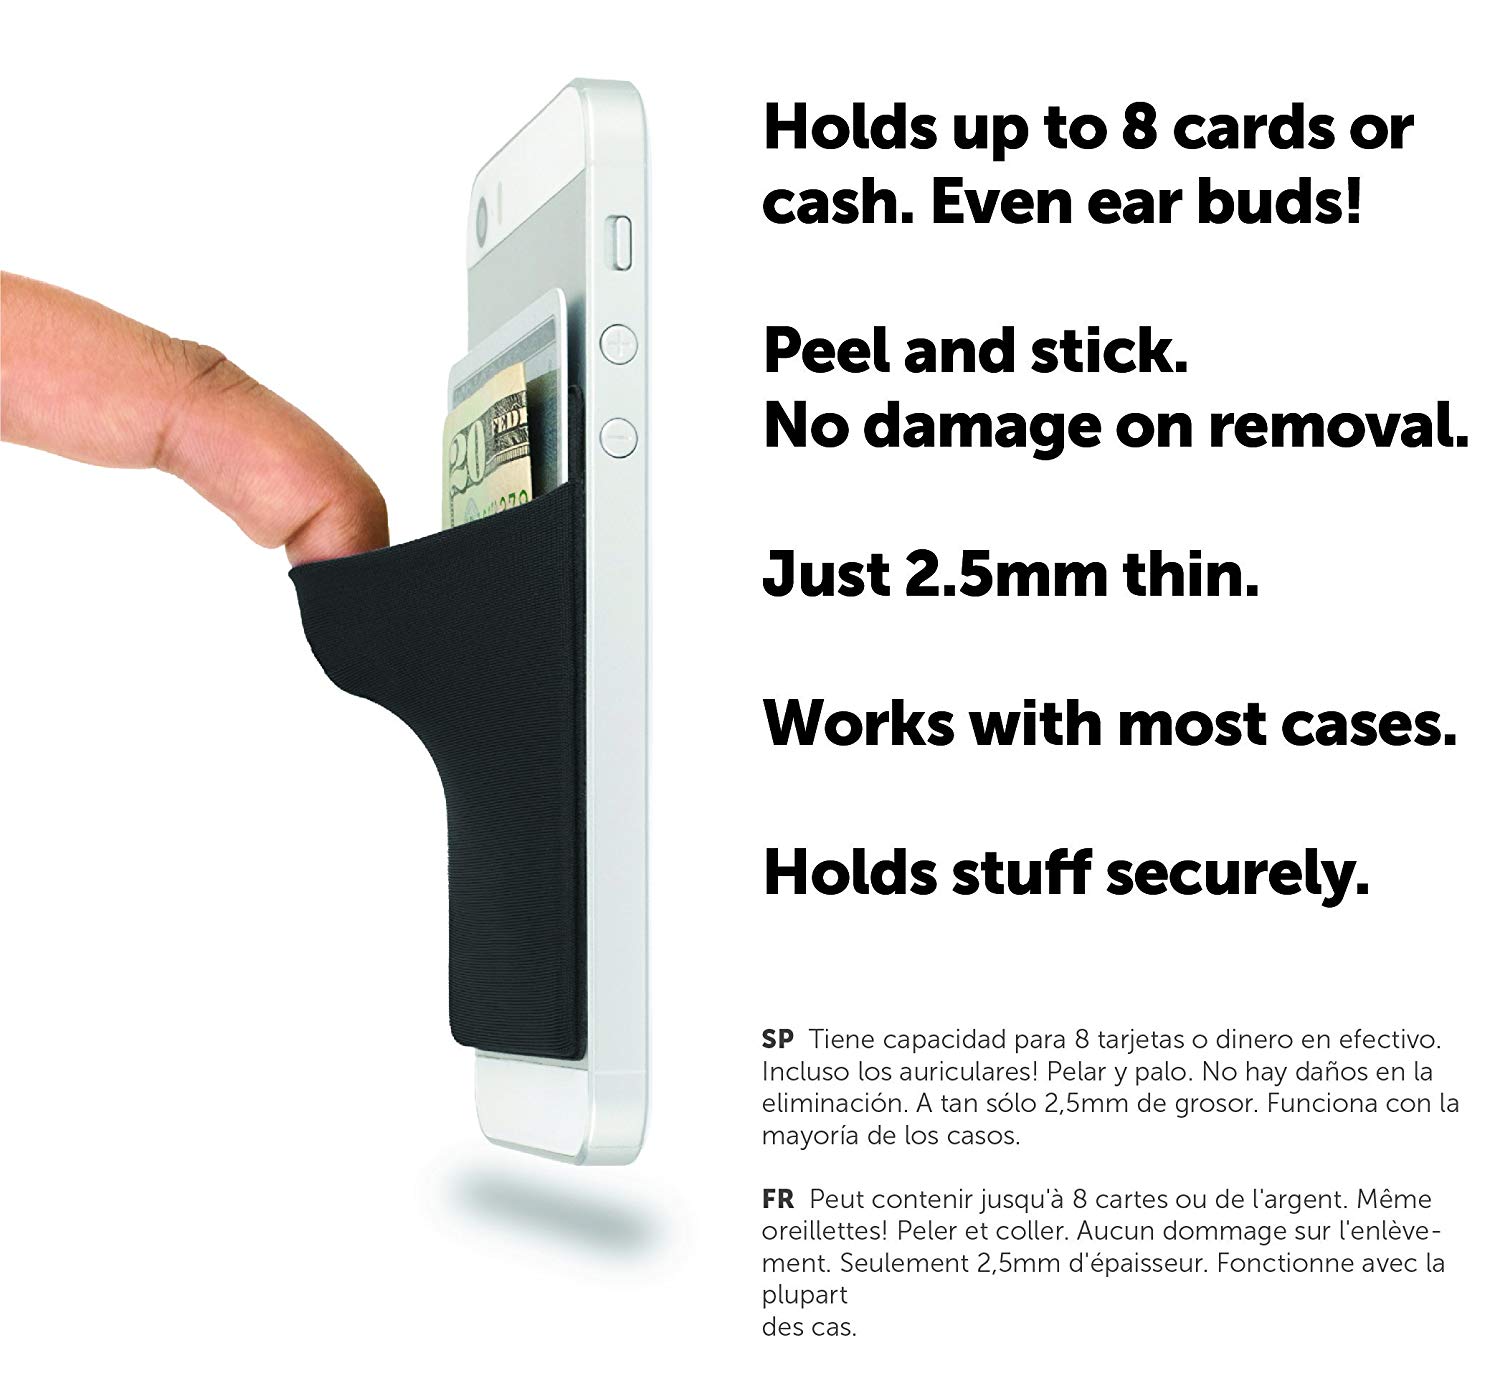 Holds up to 8 cards or
cash. Even ear buds!
Peel and stick.
No damage on removal.
Just 2.5mm thin.
Works with most cases.
Holds stuff securely.
SP Tiene capacidad para 8 tarjetas o dinero en efectivo.
Incluso los auriculares! Pelar y palo. No hay daños en la
eliminación. A tan sólo 2,5mm de grosor. Funciona con la
mayoría de los casos.
FR Peut contenir jusqu'à 8 cartes ou de l'argent. Même
oreillettes! Peler et coller. Aucun dommage sur l'enlève-
ment. Seulement 2,5mm d'épaisseur. Fonctionne avec la
plupart
des cas.
20
FEDE